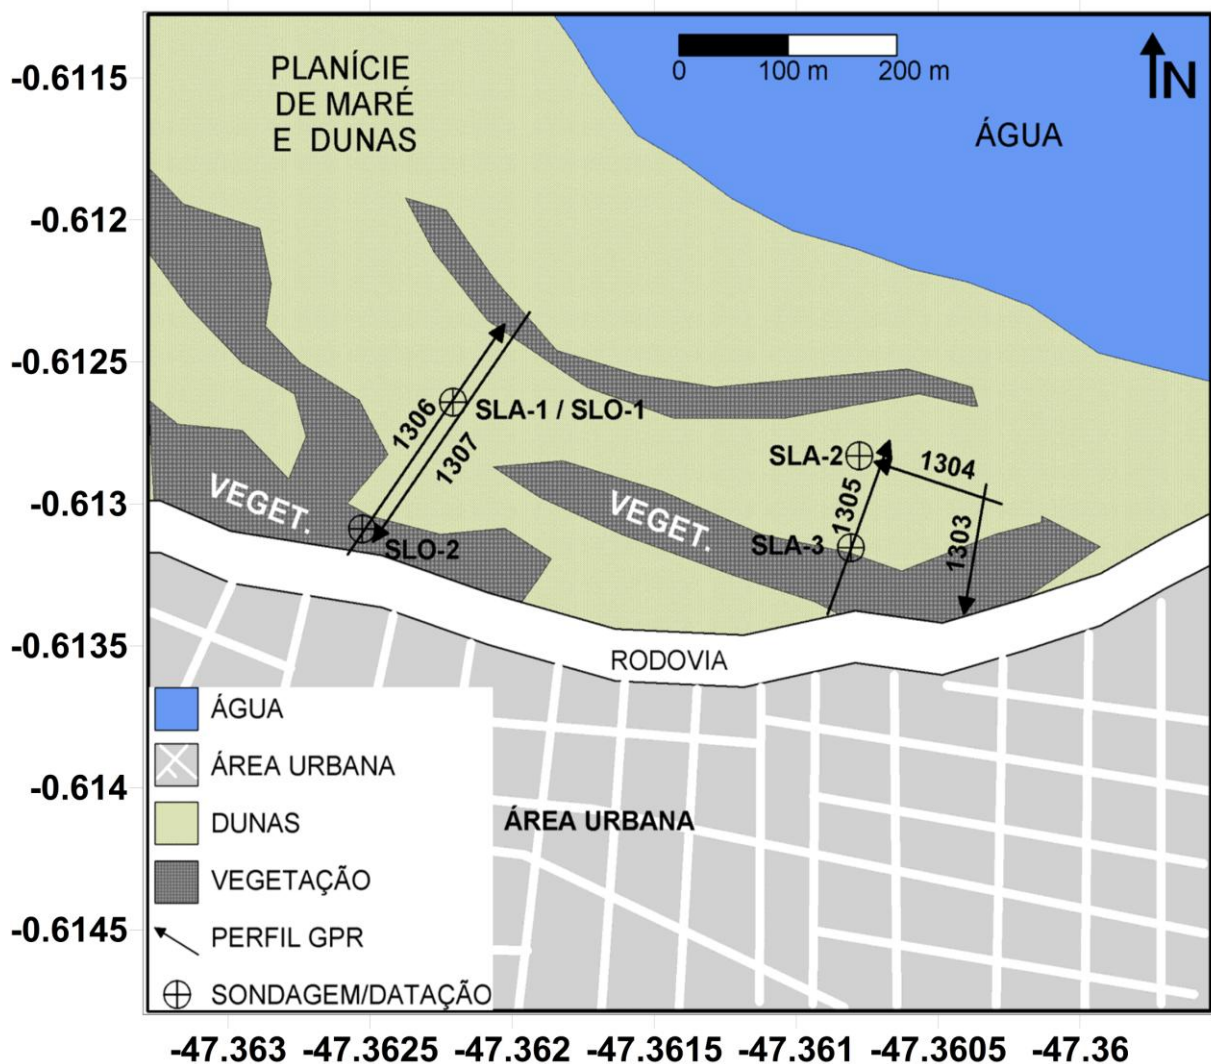 PLANÍCIE
DE MARÉ
E DUNAS
0 100 m 200 m
N
ÁGUA
-0.6115
-0.612
-0.6125
-0.613
-0.6135
-0.614
-0.6145
1306
1307
SLA-1 / SLO-1
VEGET.
SLO-2
VEGET.
SLA-2
1304
1305
1303
SLA-3
RODOVIA
ÁREA URBANA
ÁGUA
ÁREA URBANA
DUNAS
VEGETAÇÃO
PERFIL GPR
SONDAGEM/DATAÇÃO
-47.363 -47.3625 -47.362 -47.3615 -47.361 -47.3605 -47.36